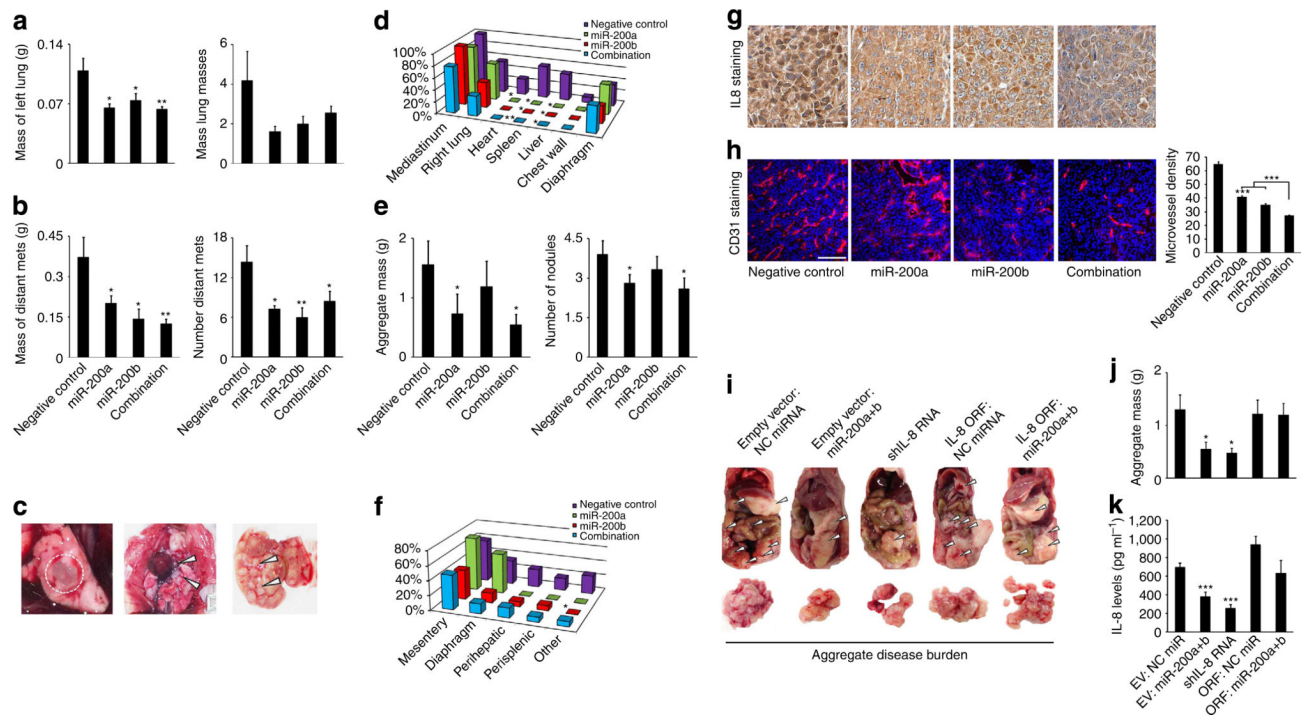 a
Mass of left lung (g)
0.14
0.07
0
*
*
**
Mass lung masses
6
4
2
0
b
Mass of distant mets (g)
0.45
0.3
0.15
0
*
*
**
Negative control
miR-200a
miR-200b
Combination
Number distant mets
18
12
6
0
*
**
*
Negative control
miR-200a
miR-200b
Combination
c
d
Negative control
miR-200a
miR-200b
Combination
100%
80%
60%
40%
20%
0%
Mediastinum
Right lung
Heart
Spleen
Liver
Chest wall
Diaphragm
e
Aggregate mass (g)
2
1
0
*
*
Negative control
miR-200a
miR-200b
Combination
Number of nodules
4.5
3
1.5
0
*
*
Negative control
miR-200a
miR-200b
Combination
f
Negative control
miR-200a
miR-200b
Combination
80%
60%
40%
20%
0%
*
Mesentery
Diaphragm
Perihepatic
Perisplenic
Other
g
IL8 staining
h
CD31 staining
Negative control
miR-200a
miR-200b
Combination
Microvessel density
70
60
50
40
30
20
10
0
***
***
Negative control
miR-200a
miR-200b
Combination
i
Empty vector:
NC miRNA
Empty vector:
miR-200a+b
shIL-8 RNA
IL-8 ORF:
NC miRNA
IL-8 ORF:
miR-200a+b
Aggregate disease burden
j
Aggregate mass (g)
2
1
0
*
*
k
IL-8 levels (pg ml⁻¹)
1,000
800
600
400
200
0
***
***
EV: NC miR
EV: miR-200a+b
shIL-8 RNA
ORF: NC miR
ORF: miR-200a+b